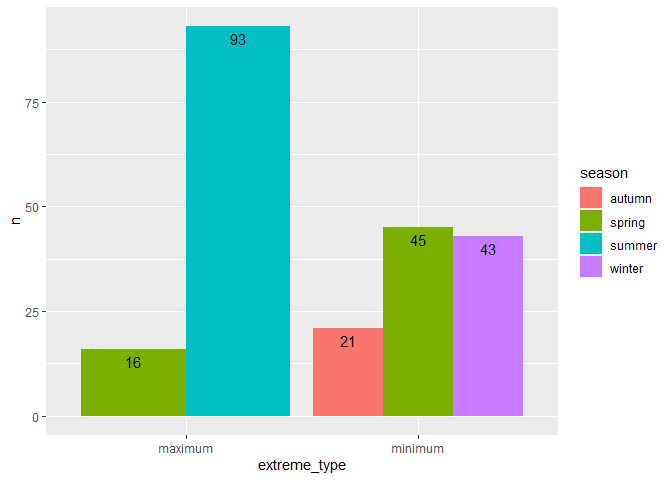 93
75
season
autumn
50
n
spring
45
summer
43
winter
25
21
16
0
maximum
minimum
extreme_type